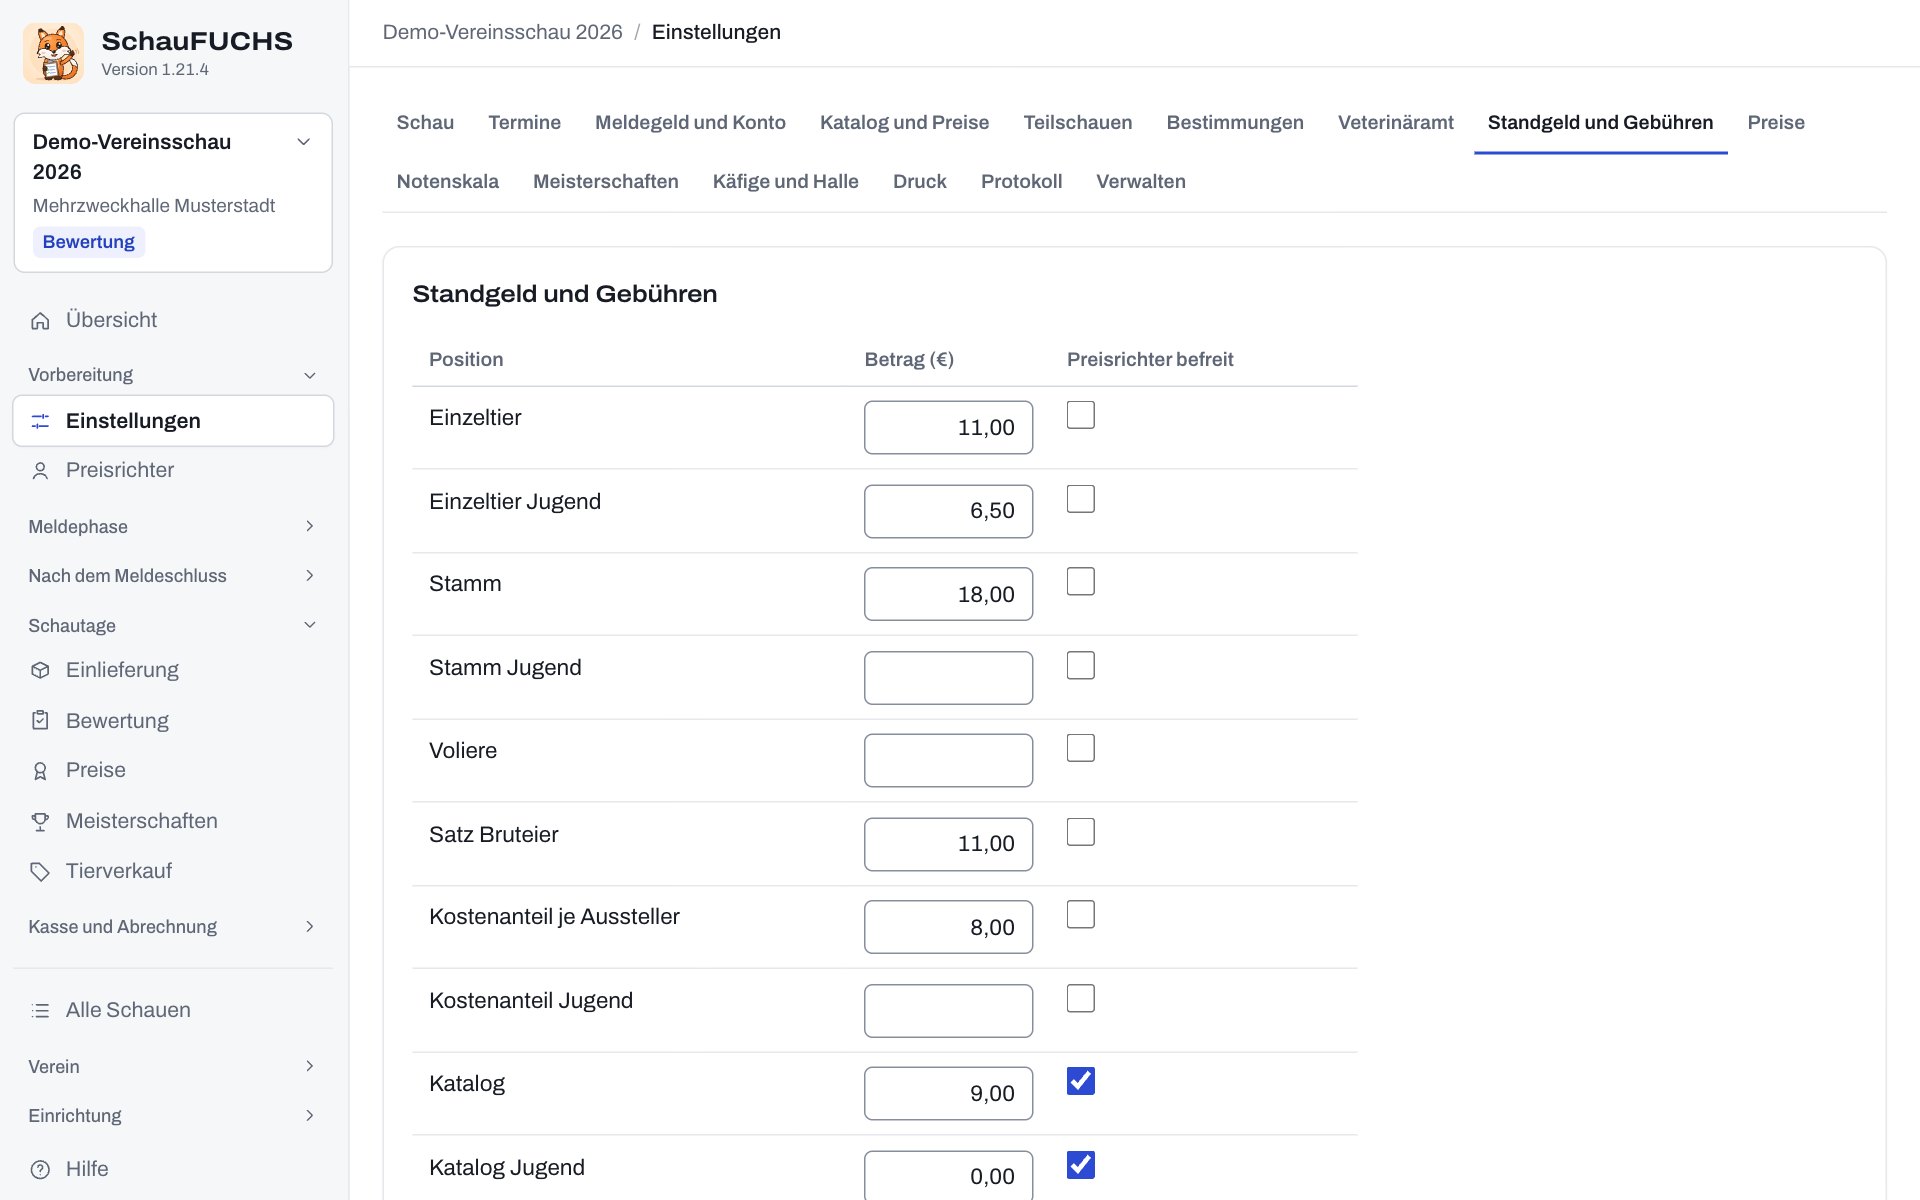 SchauFUCHS
Version 1.21.4
Demo-Vereinsschau 2026
Mehrzweckhalle Musterstadt
Bewertung
Übersicht
Vorbereitung
Einstellungen
Preisrichter
Meldephase
Nach dem Meldeschluss
Schautage
Einlieferung
Bewertung
Preise
Meisterschaften
Tierverkauf
Kasse und Abrechnung
Alle Schauen
Verein
Einrichtung
Hilfe
Demo-Vereinsschau 2026 / Einstellungen
Schau Termine Meldegeld und Konto Katalog und Preise Teilschauen Bestimmungen Veterinäramt Standgeld und Gebühren Preise
Notenskala Meisterschaften Käfige und Halle Druck Protokoll Verwalten
Standgeld und Gebühren
Position Betrag (€) Preisrichter befreit
Einzeltier 11,00
Einzeltier Jugend 6,50
Stamm 18,00
Stamm Jugend
Voliere
Satz Bruteier 11,00
Kostenanteil je Aussteller 8,00
Kostenanteil Jugend
Katalog 9,00
Katalog Jugend 0,00